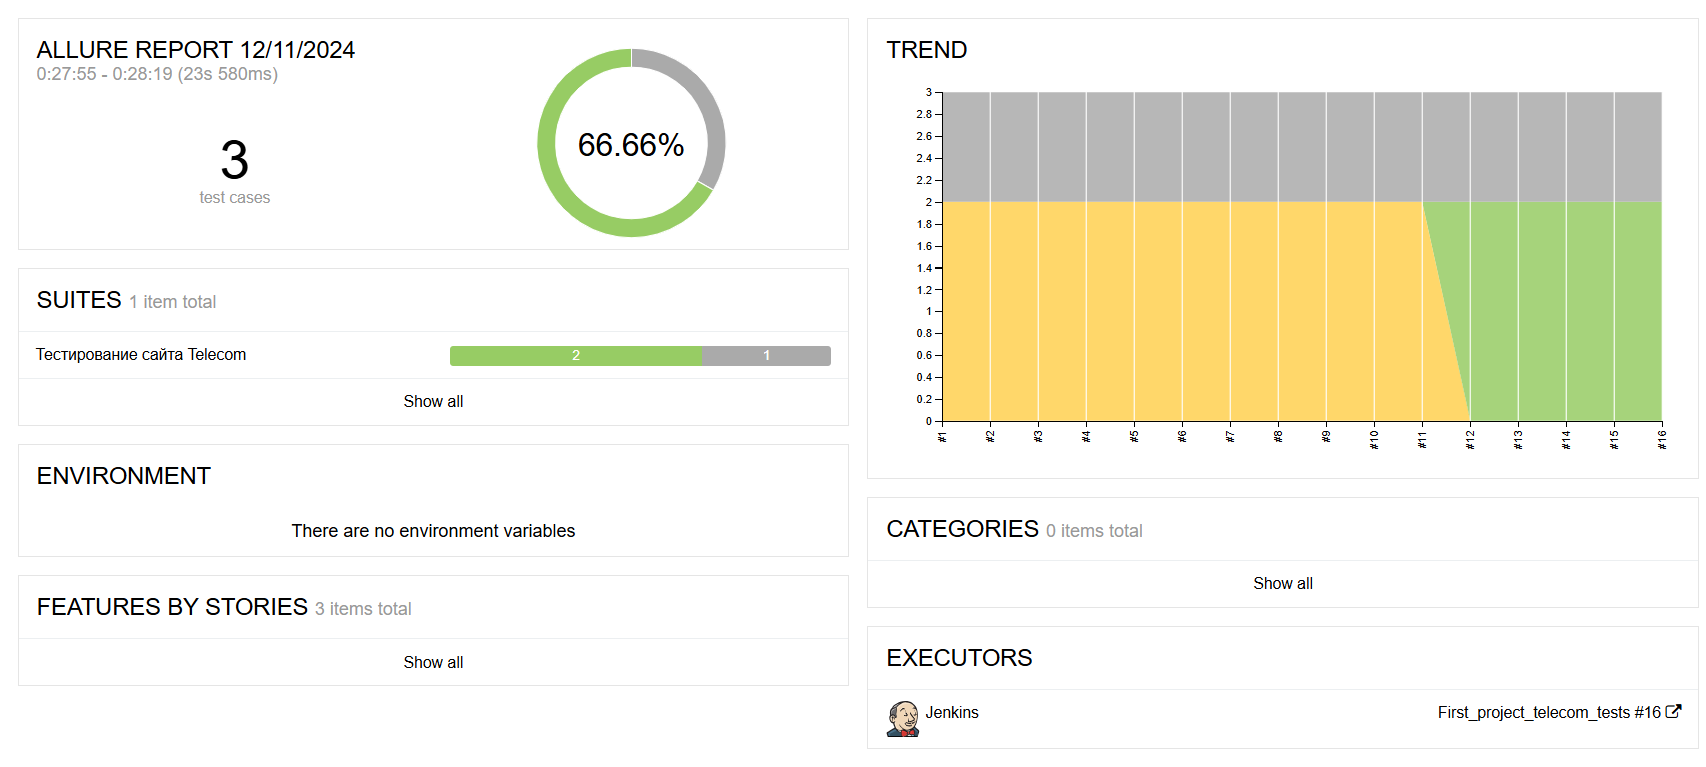 ALLURE REPORT 12/11/2024
0:27:55 - 0:28:19 (23s 580ms)
3
test cases
66.66%
SUITES 1 item total
Тестирование сайта Telecom
2
1
Show all
ENVIRONMENT
There are no environment variables
FEATURES BY STORIES 3 items total
Show all
TREND
3
2.8
2.6
2.4
2.2
2
1.8
1.6
1.4
1.2
1
0.8
0.6
0.4
0.2
0
#1
#2
#3
#4
#5
#6
#7
#8
#9
#10
#11
#12
#13
#14
#15
#16
CATEGORIES 0 items total
Show all
EXECUTORS
Jenkins
First_project_telecom_tests #16